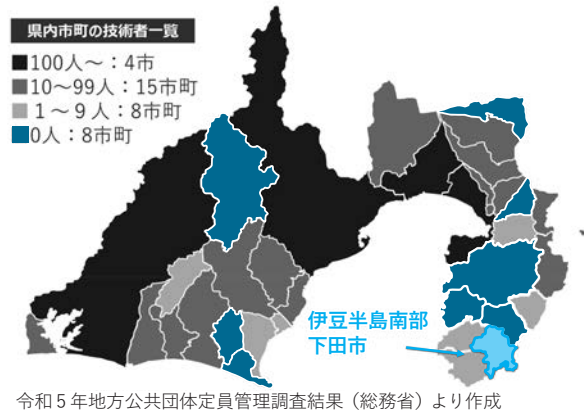 県内市町の技術者一覧
■100人～：4市
■10～99人：15市町
■1～9人：8市町
■0人：8市町
伊豆半島南部
下田市
令和5年地方公共団体定員管理調査結果（総務省）より作成